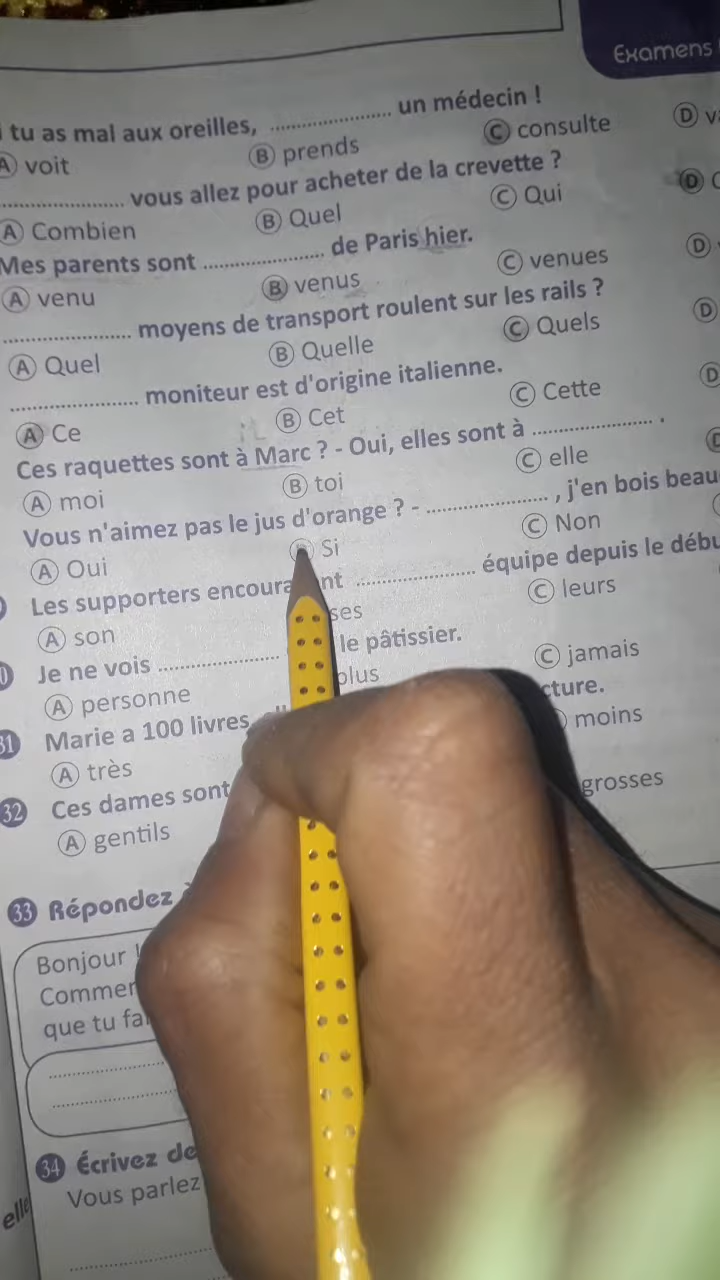 Examens
tu as mal aux oreilles, .................... un médecin !
A voit B prends C consulte D
.................... vous allez pour acheter de la crevette ?
A Combien B Quel C Qui D
Mes parents sont .................... de Paris hier.
A venu B venus C venues D
.................... moyens de transport roulent sur les rails ?
A Quel B Quelle C Quels D
.................... moniteur est d'origine italienne.
A Ce B Cet C Cette D
Ces raquettes sont à Marc ? - Oui, elles sont à .................... .
A moi B toi C elle
Vous n'aimez pas le jus d'orange ? - .................... , j'en bois beau
A Oui Si C Non
Les supporters encoura nt .................... équipe depuis le débu
A son ses C leurs
Je ne vois .................... le pâtissier.
A personne plus C jamais
31 Marie a 100 livres cture.
A très moins
32 Ces dames sont
A gentils grosses
33 Répondez
Bonjour
Commer
que tu fa
34 Écrivez de
Vous parlez
elle